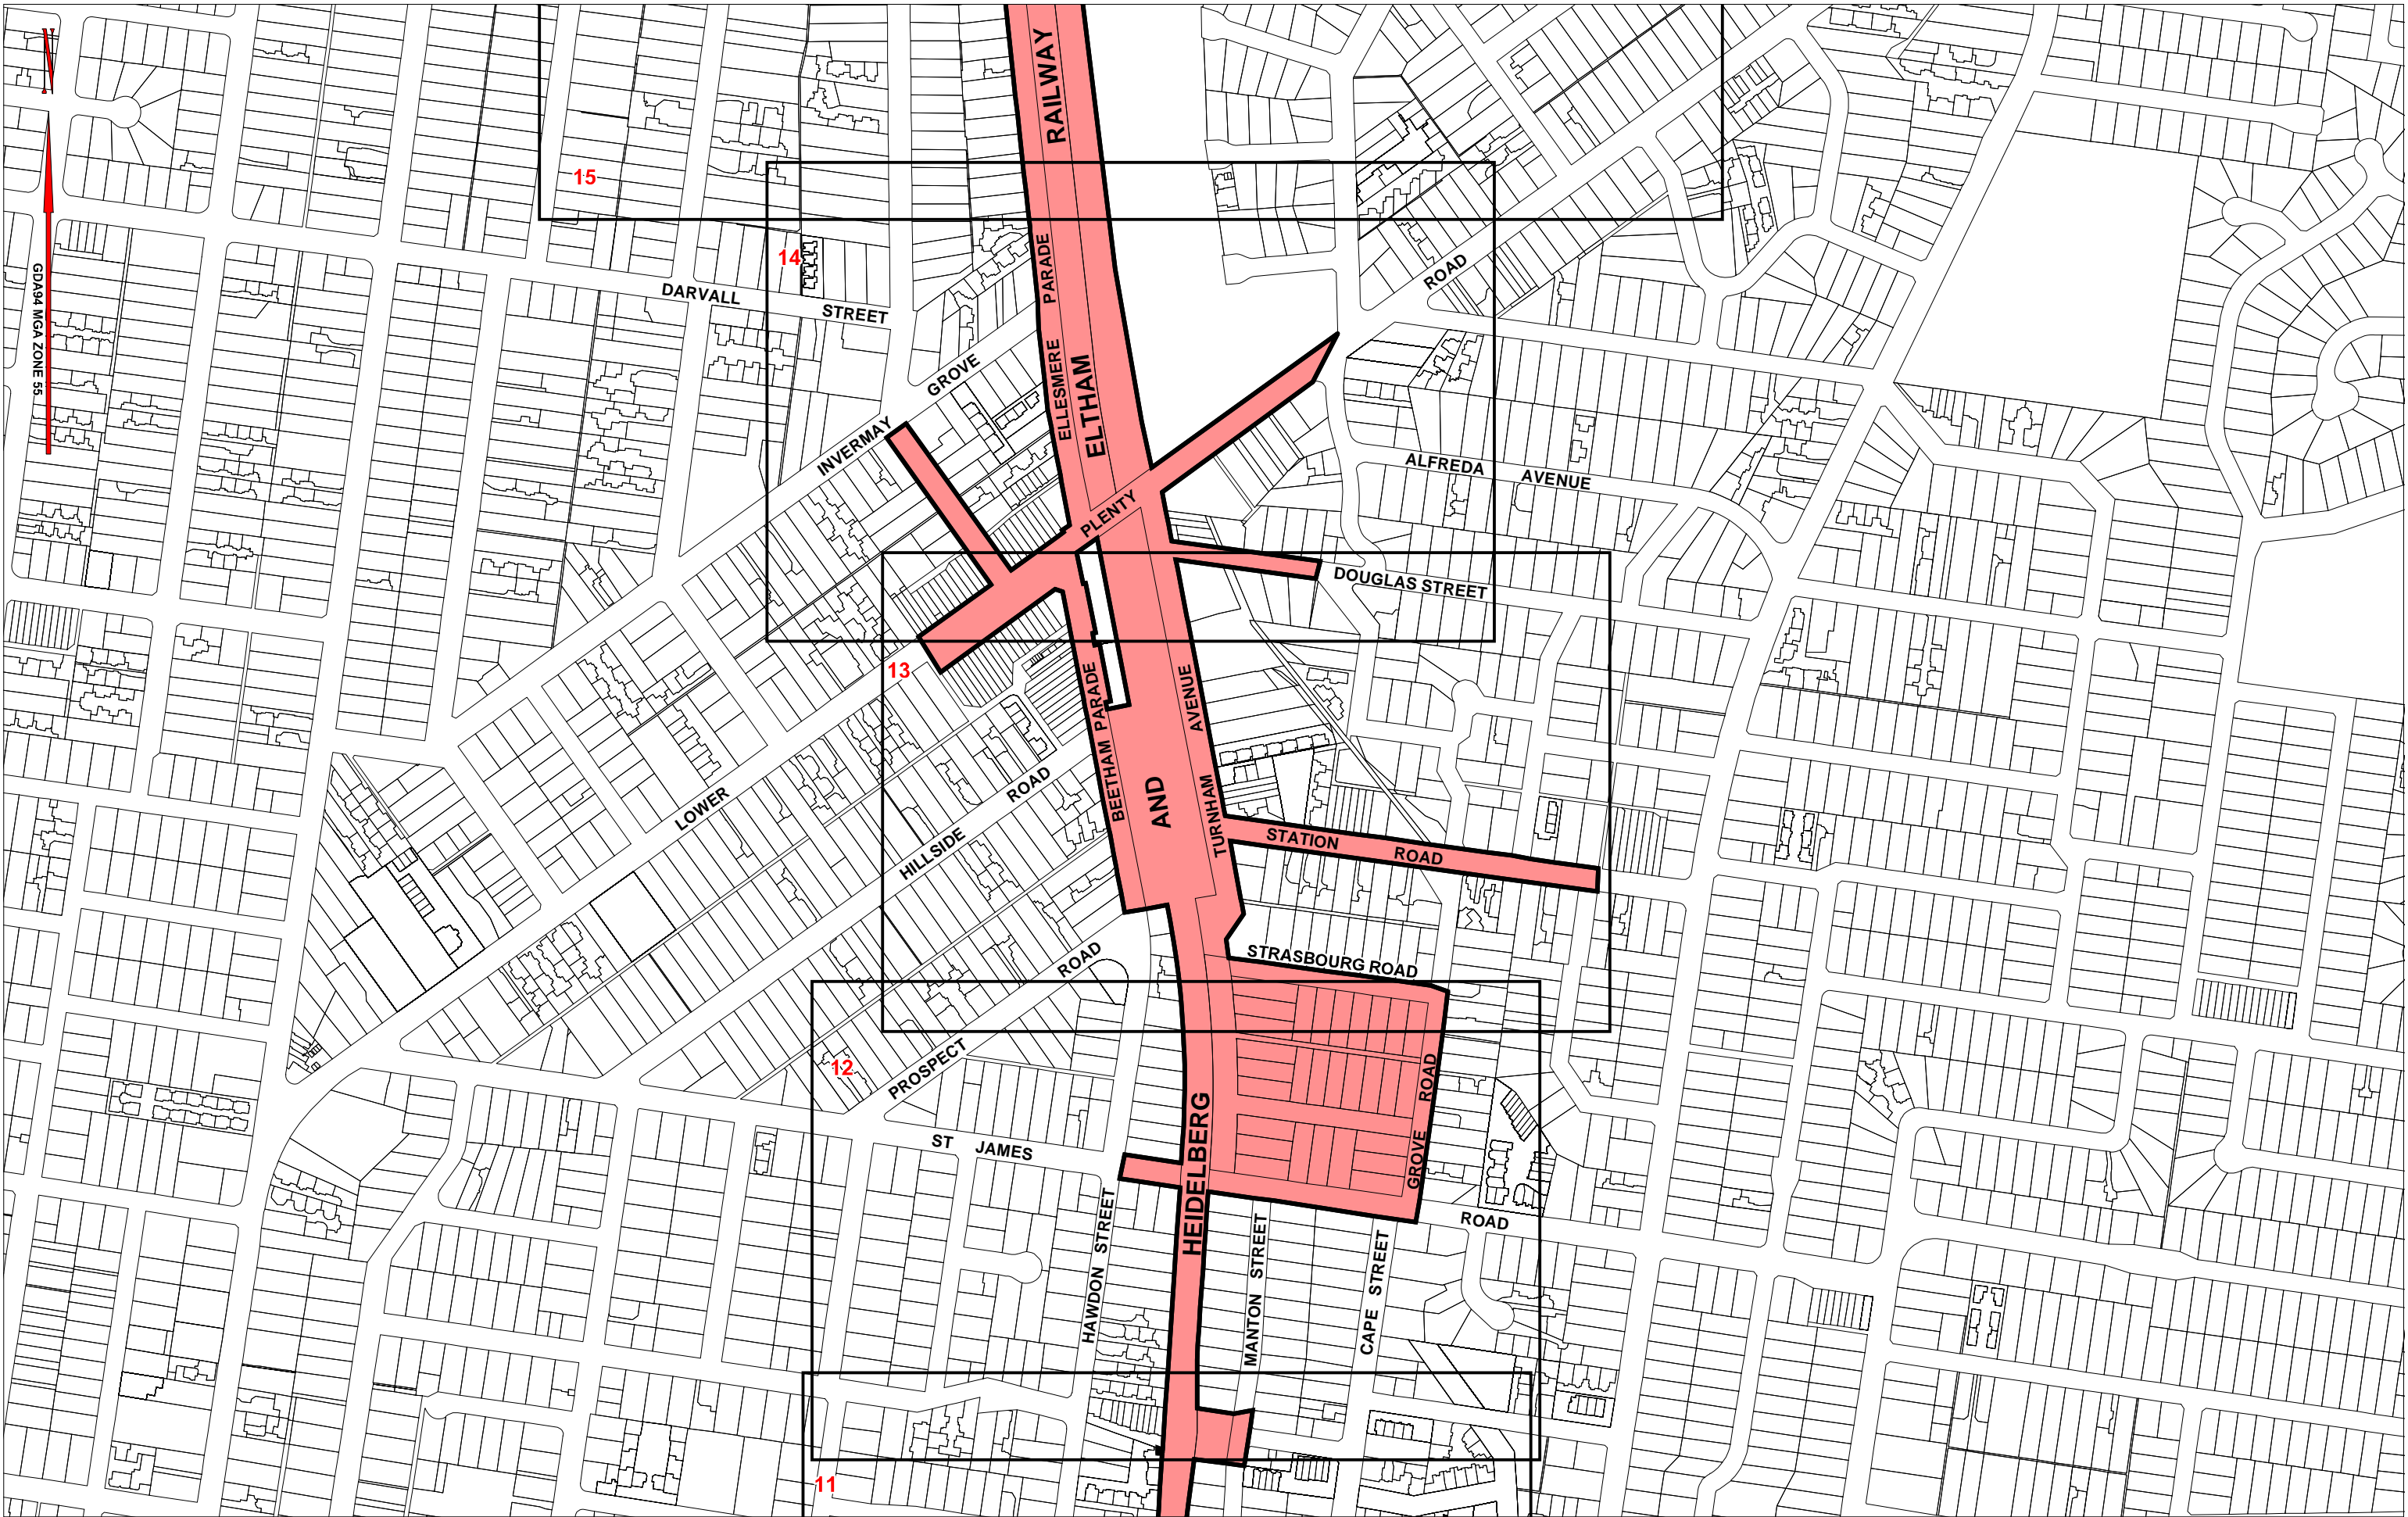 RAILWAY
15
14
PARADE
ROAD
GDA94 MGA ZONE 55
DARVALL
STREET
GROVE
ELLESMERE
ELTHAM
INVERMAY
ALFREDA
AVENUE
PLENTY
DOUGLAS STREET
13
BEETHAM PARADE
AVENUE
LOWER
HILLSIDE
ROAD
AND
TURNHAM
STATION
ROAD
STRASBOURG ROAD
ROAD
PROSPECT
12
ROAD
GROVE
ST
JAMES
HEIDELBERG
ROAD
HAWDON
STREET
MANTON
STREET
CAPE
STREET
11